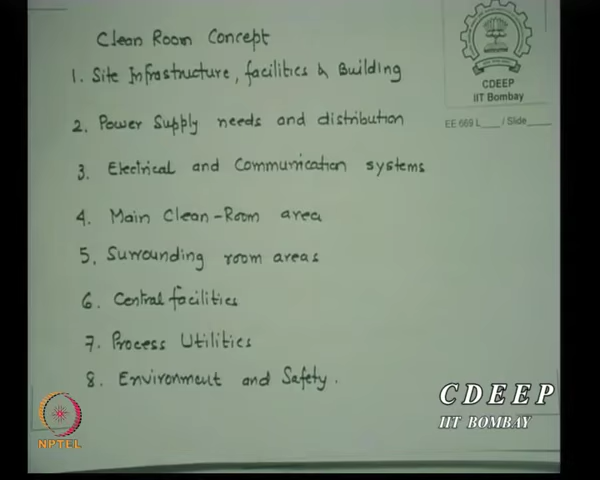 Clean Room Concept
1. Site Infrastructure, facilities & Building
CDEEP
IIT Bombay
2. Power Supply needs and distribution
EE 669 L___ / Slide___
3. Electrical and Communication systems
4. Main Clean-Room area
5. Surrounding room areas
6. Central facilities
7. Process Utilities
8. Environment and Safety.
CDEEP
IIT BOMBAY
NPTEL